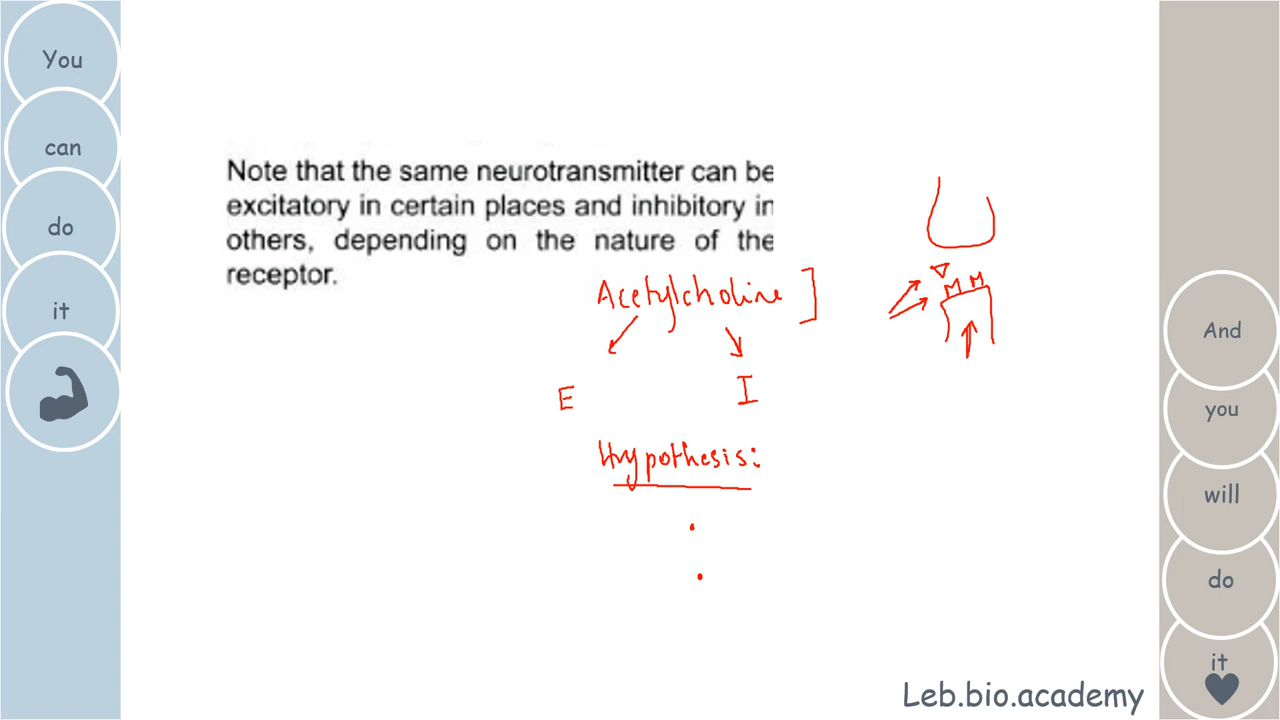 You
can
do
it
Note that the same neurotransmitter can be
excitatory in certain places and inhibitory in
others, depending on the nature of the
receptor.
Acetylcholine
E I
Hypothesis:
And
you
will
do
it
Leb.bio.academy